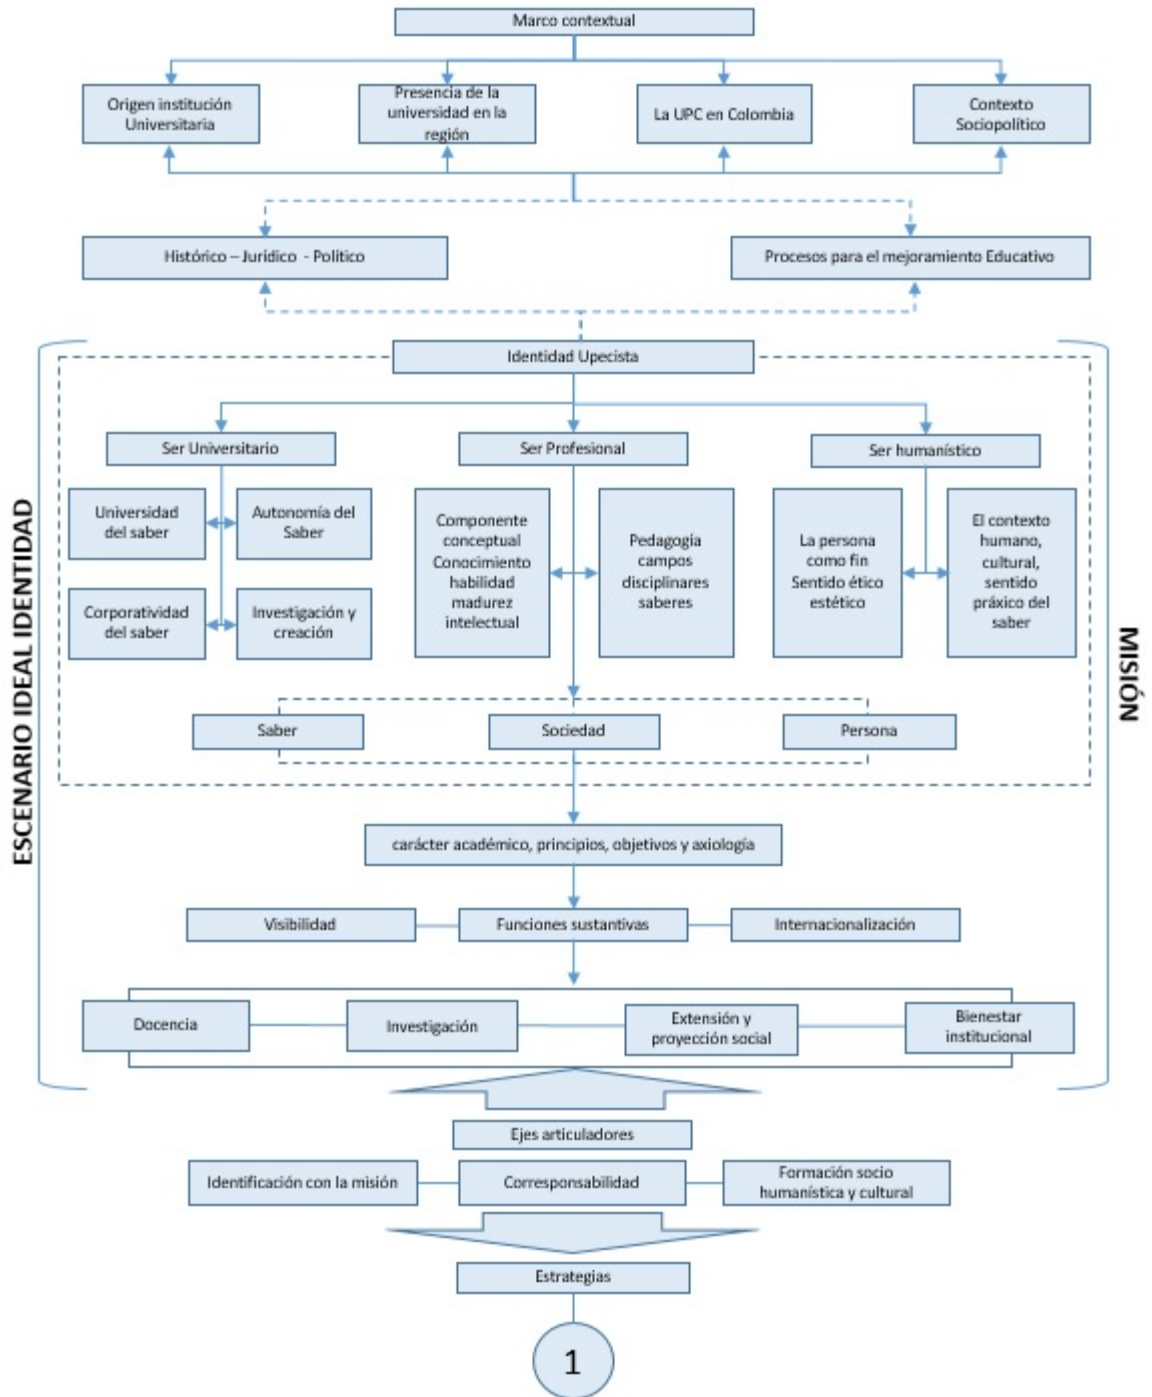 Marco contextual
Origen institución
Universitaria
Presencia de la
universidad en la
región
La UPC en Colombia
Contexto
Sociopolítico
Histórico – Jurídico  - Político
Procesos para el mejoramiento Educativo
ESCENARIO IDEAL IDENTIDAD
MISIÓN
Identidad Upecista
Ser Universitario
Ser Profesional
Ser humanístico
Universidad
del saber
Autonomía del
Saber
Corporatividad
del saber
Investigación y
creación
Componente
conceptual
Conocimiento
habilidad
madurez
intelectual
Pedagogía
campos
disciplinares
saberes
La persona
como fin
Sentido ético
estético
El contexto
humano,
cultural,
sentido
práxico del
saber
Saber
Sociedad
Persona
carácter académico, principios, objetivos y axiología
Visibilidad
Funciones sustantivas
Internacionalización
Docencia
Investigación
Extensión y
proyección social
Bienestar
institucional
Ejes articuladores
Identificación con la misión
Corresponsabilidad
Formación socio
humanística y cultural
Estrategias
1